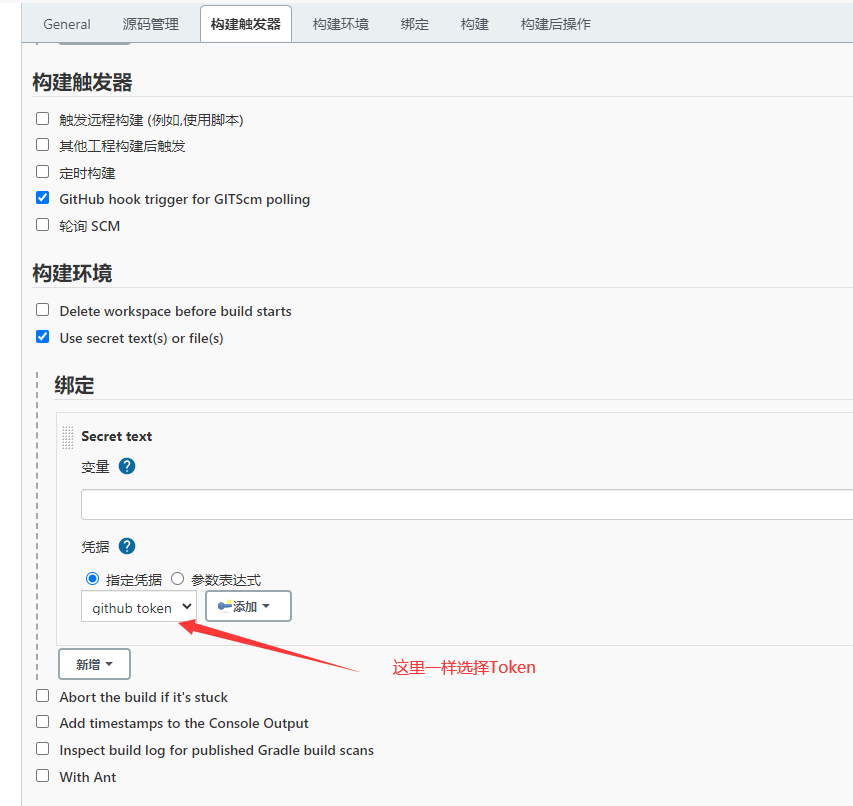 General 源码管理 构建触发器 构建环境 绑定 构建 构建后操作
构建触发器
触发远程构建 (例如,使用脚本)
其他工程构建后触发
定时构建
GitHub hook trigger for GITScm polling
轮询 SCM
构建环境
Delete workspace before build starts
Use secret text(s) or file(s)
绑定
Secret text
变量 ?
凭据 ?
指定凭据 参数表达式
github token 添加
这里一样选择Token
新增
Abort the build if it's stuck
Add timestamps to the Console Output
Inspect build log for published Gradle build scans
With Ant